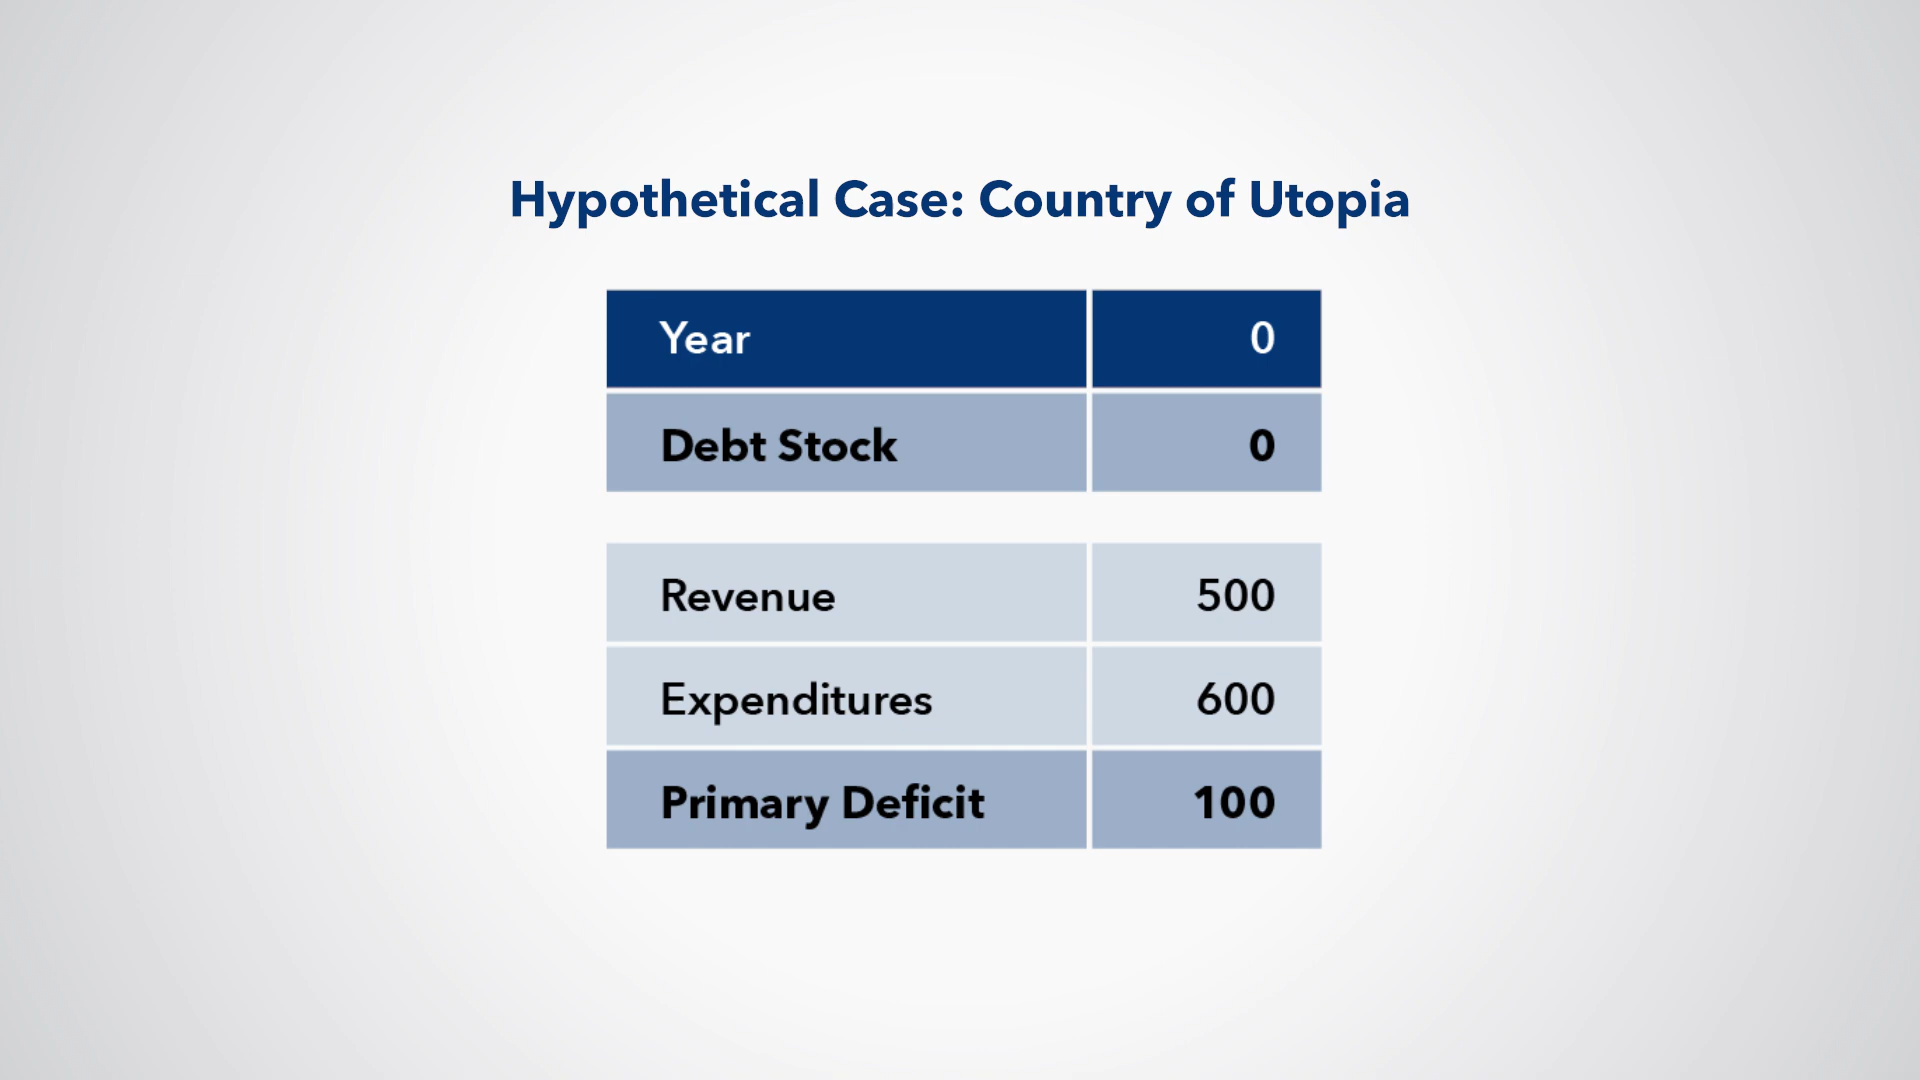 Hypothetical Case: Country of Utopia
Year 0
Debt Stock 0
Revenue 500
Expenditures 600
Primary Deficit 100